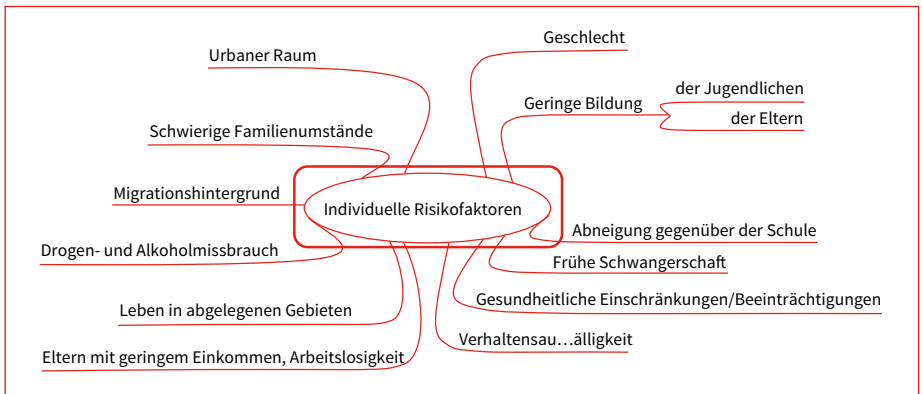 Geschlecht
Urbaner Raum
der Jugendlichen
Geringe Bildung
der Eltern
Schwierige Familienumstände
Migrationshintergrund
Individuelle Risikofaktoren
Abneigung gegenüber der Schule
Drogen- und Alkoholmissbrauch
Frühe Schwangerschaft
Gesundheitliche Einschränkungen/Beeinträchtigungen
Leben in abgelegenen Gebieten
Verhaltensau…älligkeit
Eltern mit geringem Einkommen, Arbeitslosigkeit